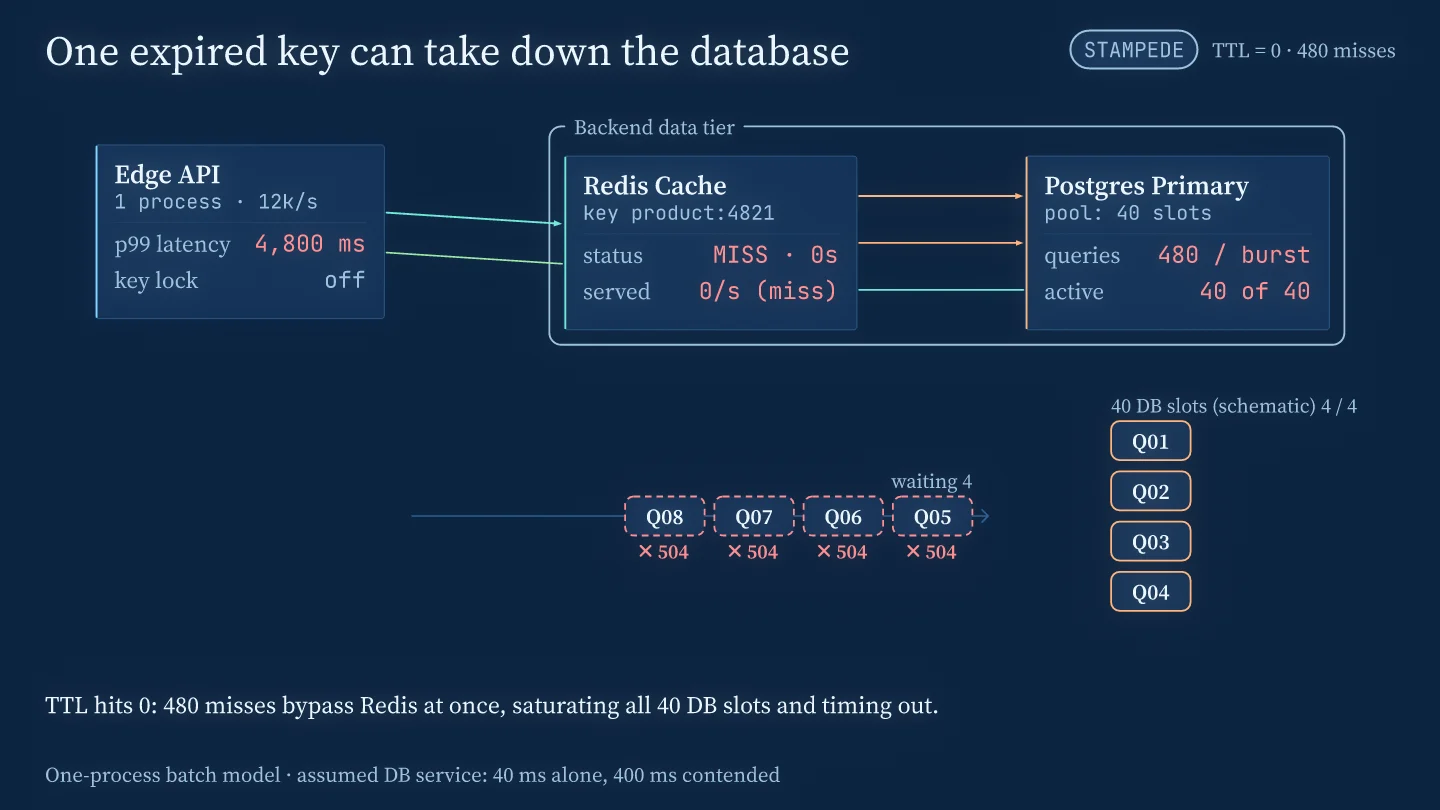 One expired key can take down the database
STAMPEDE
TTL = 0 · 480 misses
Backend data tier
Edge API
1 process · 12k/s
p99 latency 4,800 ms
key lock off
Redis Cache
key product:4821
status MISS · 0s
served 0/s (miss)
Postgres Primary
pool: 40 slots
queries 480 / burst
active 40 of 40
40 DB slots (schematic) 4 / 4
Q01
Q02
Q03
Q04
waiting 4
Q08 Q07 Q06 Q05
✕ 504 ✕ 504 ✕ 504 ✕ 504
TTL hits 0: 480 misses bypass Redis at once, saturating all 40 DB slots and timing out.
One-process batch model · assumed DB service: 40 ms alone, 400 ms contended